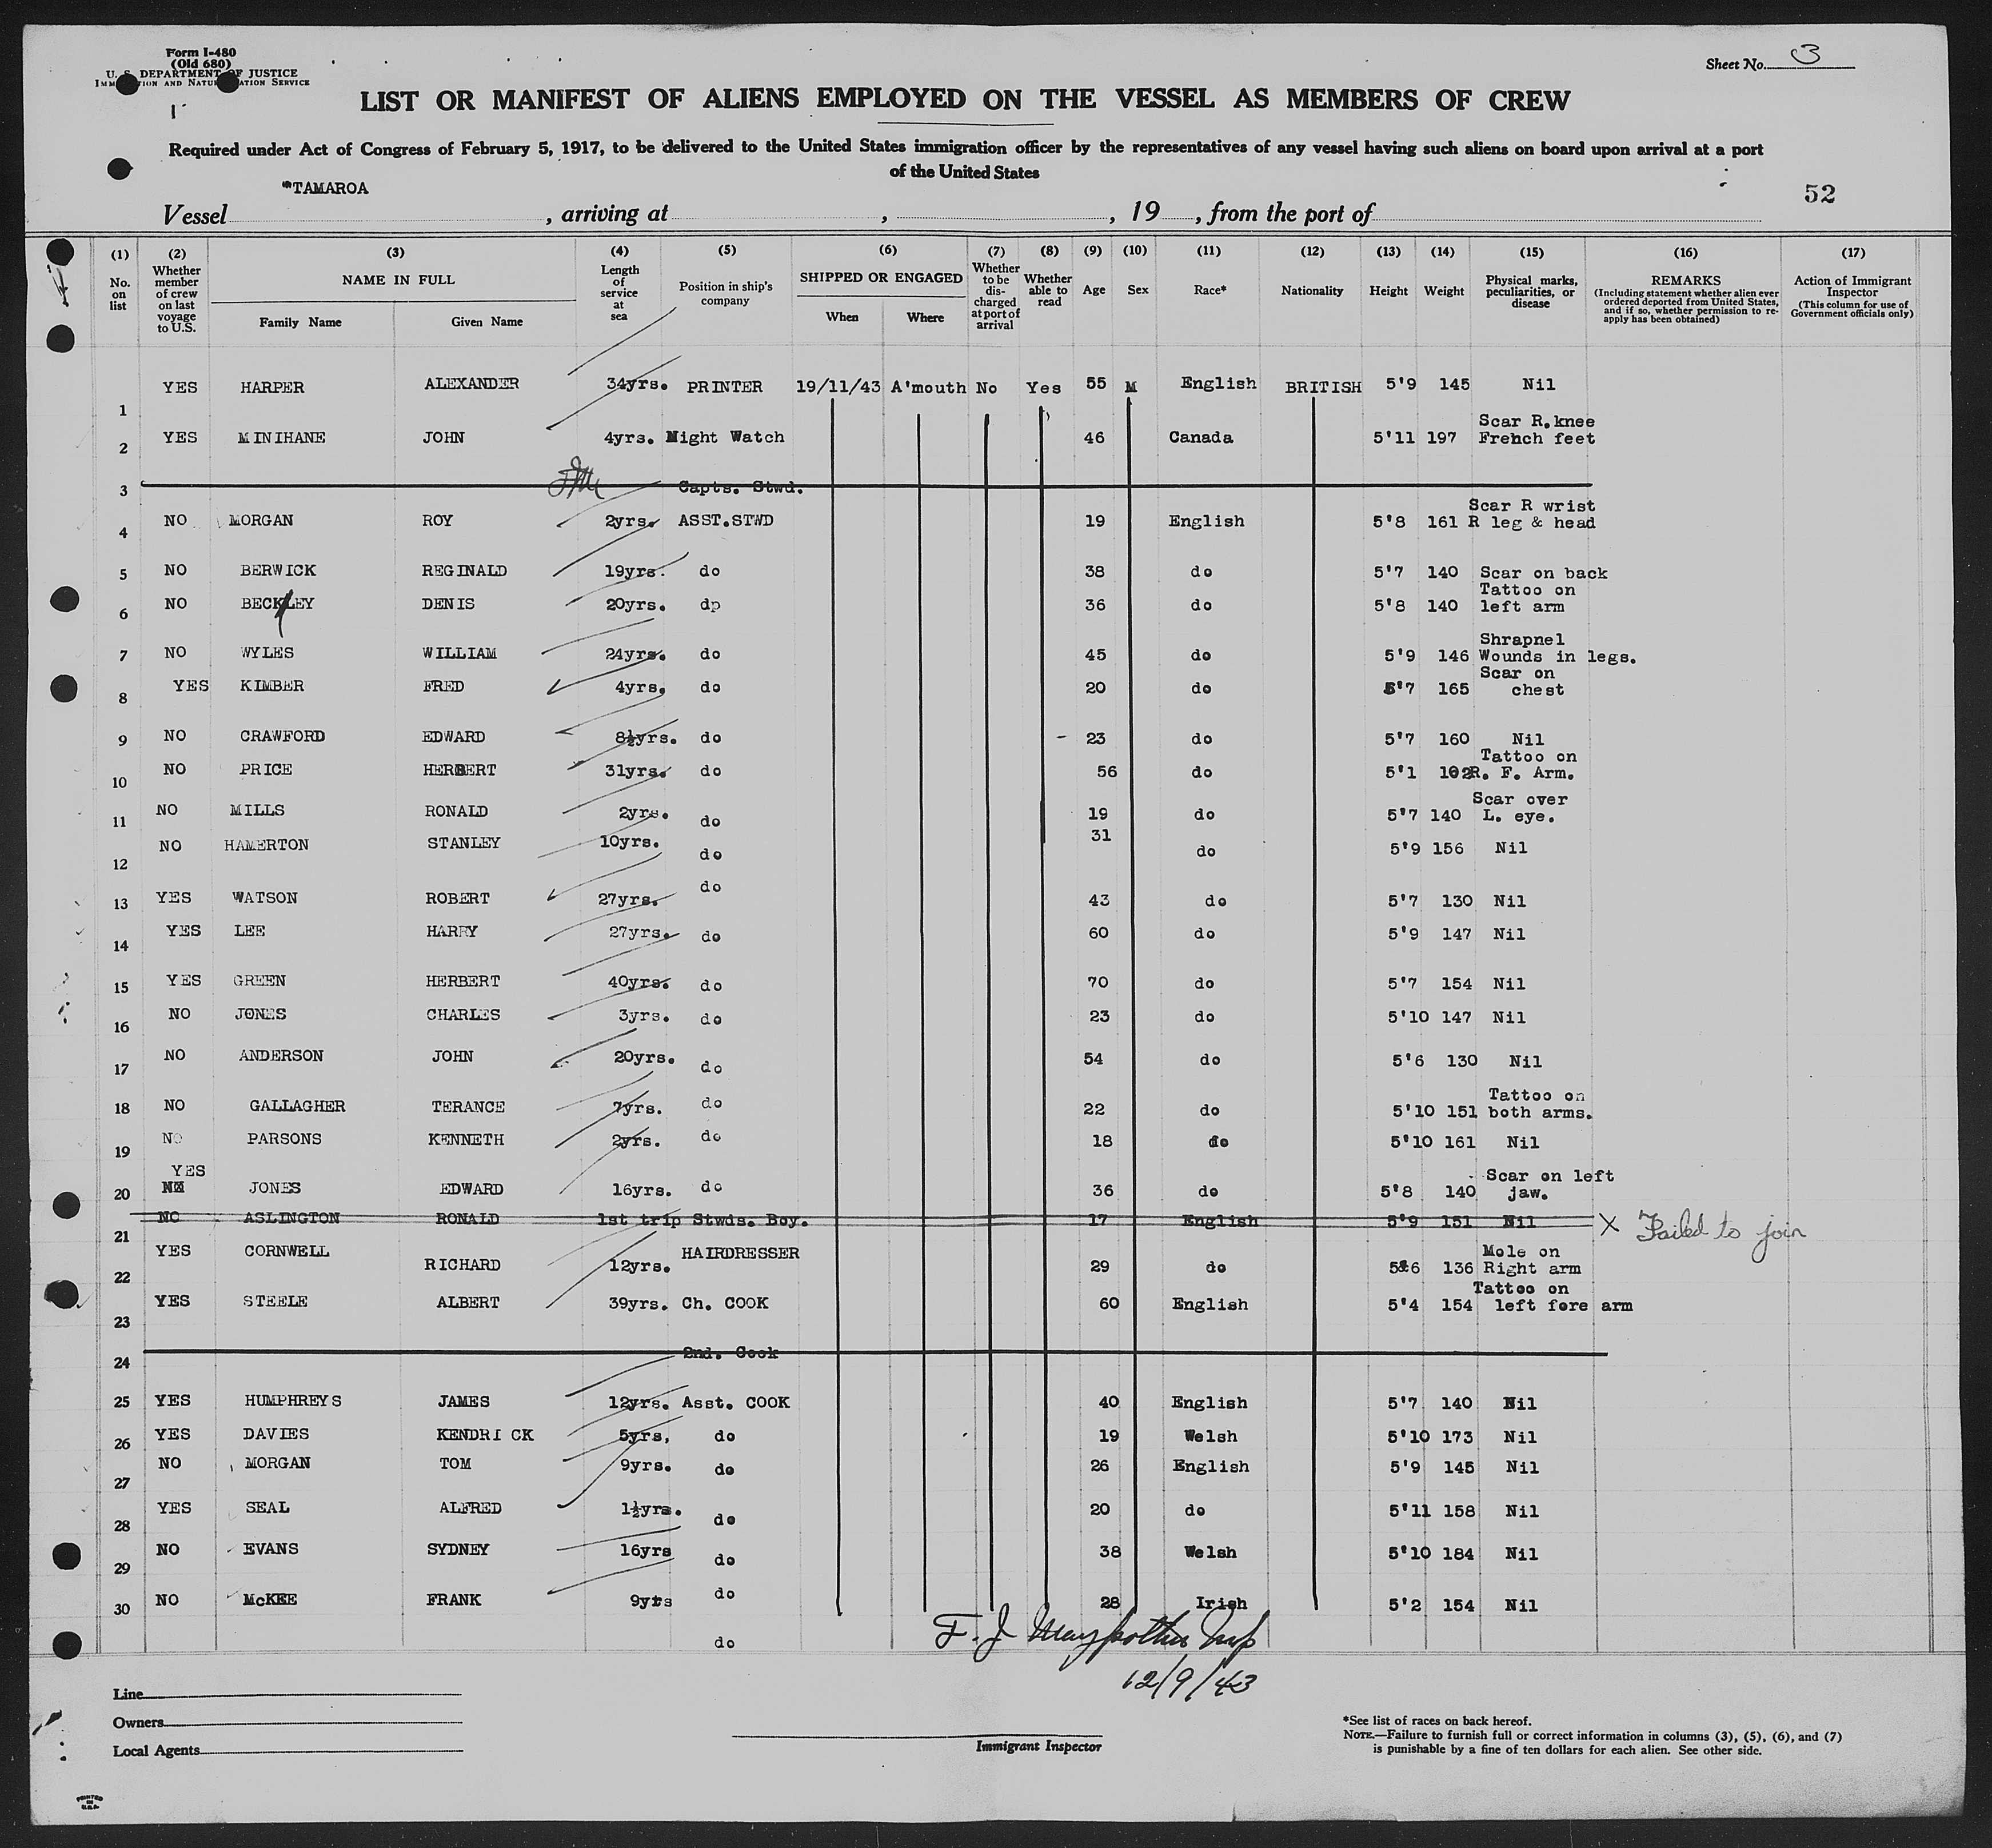 Form I-480
(Old 680)
U. S. DEPARTMENT OF JUSTICE
IMMIGRATION AND NATURALIZATION SERVICE
Sheet No. 3
LIST OR MANIFEST OF ALIENS EMPLOYED ON THE VESSEL AS MEMBERS OF CREW
Required under Act of Congress of February 5, 1917, to be delivered to the United States immigration officer by the representatives of any vessel having such aliens on board upon arrival at a port
of the United States
"TAMAROA
52
Vessel , arriving at , , 19 , from the port of
(1) (2) (3) (4) (5) (6) (7) (8) (9) (10) (11) (12) (13) (14) (15) (16) (17)
No. on list
Whether member of crew on last voyage to U.S.
NAME IN FULL
Family Name Given Name
Length of service at sea
Position in ship's company
SHIPPED OR ENGAGED
When Where
Whether to be discharged at port of arrival
Whether able to read
Age
Sex
Race*
Nationality
Height
Weight
Physical marks, peculiarities, or disease
REMARKS
(Including statement whether alien ever ordered deported from United States, and if so, whether permission to re-apply has been obtained)
Action of Immigrant Inspector
(This column for use of Government officials only)
1 YES HARPER ALEXANDER 34yrs. PRINTER 19/11/43 A'mouth No Yes 55 M English BRITISH 5'9 145 Nil
2 YES MINIHANE JOHN 4yrs. Night Watch 46 Canada 5'11 197 Scar R.knee French feet
3 Capts. Stwd.
4 NO MORGAN ROY 2yrs. ASST.STWD 19 English 5'8 161 Scar R wrist R leg & head
5 NO BERWICK REGINALD 19yrs. do 38 do 5'7 140 Scar on back
6 NO BECKLEY DENIS 20yrs. dp 36 do 5'8 140 Tattoo on left arm
7 NO WYLES WILLIAM 24yrs. do 45 do 5'9 146 Shrapnel Wounds in legs.
8 YES KIMBER FRED 4yrs. do 20 do 5'7 165 Scar on chest
9 NO CRAWFORD EDWARD 8½yrs. do 23 do 5'7 160 Nil
10 NO PRICE HERBERT 31yrs. do 56 do 5'1 102 Tattoo on R. F. Arm.
11 NO MILLS RONALD 2yrs. do 19 do 5'7 140 Scar over L. eye.
12 NO HAMERTON STANLEY 10yrs. do 31 do 5'9 156 Nil
13 YES WATSON ROBERT 27yrs. do 43 do 5'7 130 Nil
14 YES LEE HARRY 27yrs. do 60 do 5'9 147 Nil
15 YES GREEN HERBERT 40yrs. do 70 do 5'7 154 Nil
16 NO JONES CHARLES 3yrs. do 23 do 5'10 147 Nil
17 NO ANDERSON JOHN 20yrs. do 54 do 5'6 130 Nil
18 NO GALLAGHER TERANCE 7yrs. do 22 do 5'10 151 Tattoo on both arms.
19 NO PARSONS KENNETH 2yrs. do 18 do 5'10 161 Nil
20 YES JONES EDWARD 16yrs. do 36 do 5'8 140 Scar on left jaw.
21 NO ASLINGTON RONALD 1st trip Stwds. Boy. 17 English 5'9 151 Nil X Failed to join
22 YES CORNWELL RICHARD 12yrs. HAIRDRESSER 29 do 5'6 136 Mole on Right arm
23 YES STEELE ALBERT 39yrs. Ch. COOK 60 English 5'4 154 Tattoo on left fore arm
24 2nd. Cook
25 YES HUMPHREYS JAMES 12yrs. Asst. COOK 40 English 5'7 140 Nil
26 YES DAVIES KENDRICK 5yrs, do 19 Welsh 5'10 173 Nil
27 NO MORGAN TOM 9yrs. do 26 English 5'9 145 Nil
28 YES SEAL ALFRED 1½yrs. do 20 do 5'11 158 Nil
29 NO EVANS SYDNEY 16yrs do 38 Welsh 5'10 184 Nil
30 NO McKEE FRANK 9yrs do 28 Irish 5'2 154 Nil
do
F. J.
12/9/43
Line
Owners
Local Agents
Immigrant Inspector
*See list of races on back hereof.
NOTE.—Failure to furnish full or correct information in columns (3), (5), (6), and (7)
is punishable by a fine of ten dollars for each alien. See other side.
PRINTED IN U.S.A.